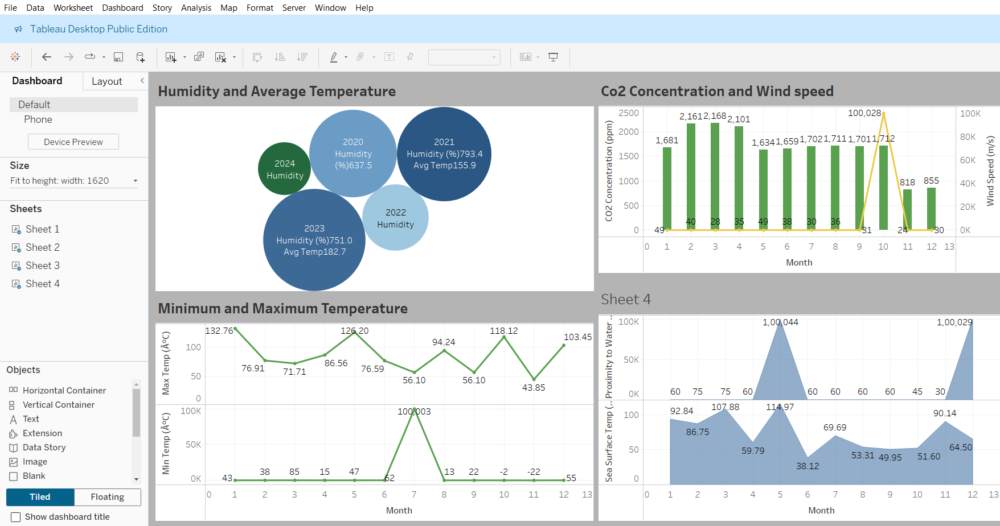 File Data Worksheet Dashboard Story Analysis Map Format Server Window Help
Tableau Desktop Public Edition
Dashboard Layout
Default
Phone
Device Preview
Size
Fit to height: width: 1620
Sheets
Sheet 1
Sheet 2
Sheet 3
Sheet 4
Objects
Horizontal Container
Vertical Container
Text
Extension
Data Story
Image
Blank
Tiled Floating
Show dashboard title
Humidity and Average Temperature
2024
Humidity
2020
Humidity
(%)637.5
2021
Humidity (%)793.4
Avg Temp155.9
2023
Humidity (%)751.0
Avg Temp182.7
2022
Humidity
Co2 Concentration and Wind speed
CO2 Concentration (ppm)
2500
2000
1500
1000
500
0
1,681 2,161 2,168 2,101 1,634 1,659 1,702 1,711 1,701 1,712 818 855
100,028
49 40 28 35 49 38 30 36 31 24 30
100K
80K
60K
40K
20K
0K
Wind Speed (m/s)
0 1 2 3 4 5 6 7 8 9 10 11 12 13
Month
Minimum and Maximum Temperature
Max Temp (Â°C)
100
50
0
132.76 76.91 71.71 86.56 126.20 76.59 56.10 94.24 56.10 118.12 43.85 103.45
Min Temp (Â°C)
100K
50K
0K
43 38 85 15 47 62 100,003 13 22 -2 -22 55
0 1 2 3 4 5 6 7 8 9 10 11 12 13
Month
Sheet 4
Proximity to Water ..
100K
50K
0K
60 75 75 60 1,00,044 60 60 60 60 45 30 1,00,029
Sea Surface Temp (..
100
50
0
92.84 86.75 107.88 59.79 114.97 38.12 69.69 53.31 49.95 51.60 90.14 64.50
0 1 2 3 4 5 6 7 8 9 10 11 12 13
Month